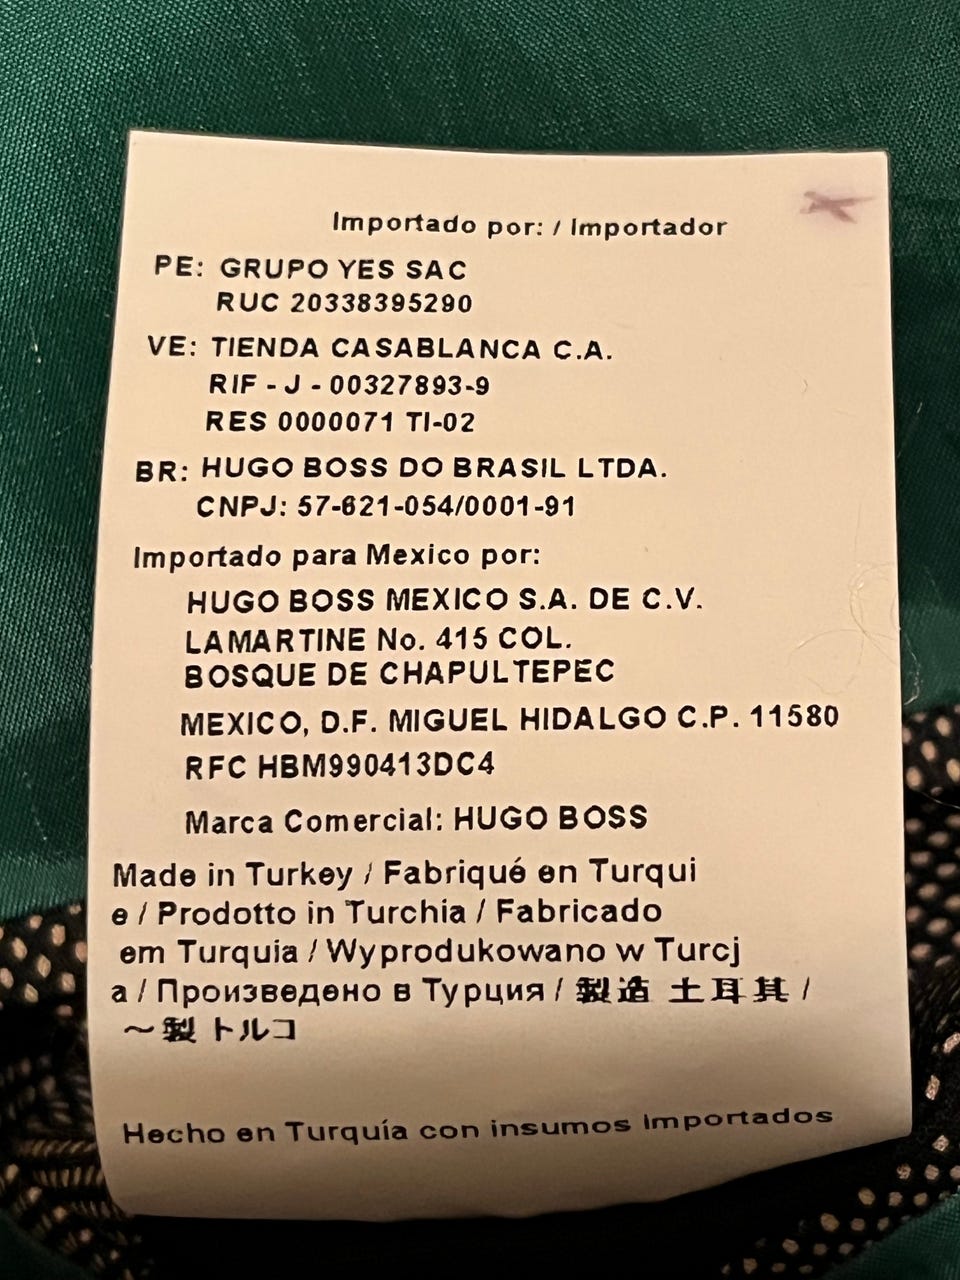 Importado por: / Importador
PE: GRUPO YES SAC
RUC 20338395290
VE: TIENDA CASABLANCA C.A.
RIF - J - 00327893-9
RES 0000071 TI-02
BR: HUGO BOSS DO BRASIL LTDA.
CNPJ: 57-621-054/0001-91
Importado para Mexico por:
HUGO BOSS MEXICO S.A. DE C.V.
LAMARTINE No. 415 COL.
BOSQUE DE CHAPULTEPEC
MEXICO, D.F. MIGUEL HIDALGO C.P. 11580
RFC HBM990413DC4
Marca Comercial: HUGO BOSS
Made in Turkey / Fabriqué en Turqui
e / Prodotto in Turchia / Fabricado
em Turquia / Wyprodukowano w Turcj
a / Произведено в Турция / 製造 土耳其 /
～製 トルコ
Hecho en Turquía con insumos importados